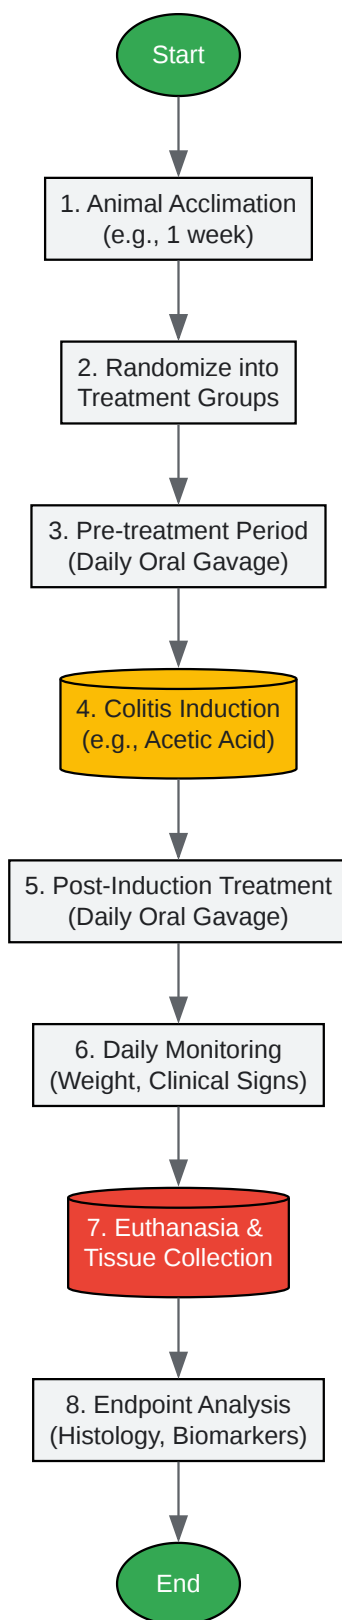 Start
1. Animal Acclimation
(e.g., 1 week)
2. Randomize into
Treatment Groups
3. Pre-treatment Period
(Daily Oral Gavage)
4. Colitis Induction
(e.g., Acetic Acid)
5. Post-Induction Treatment
(Daily Oral Gavage)
6. Daily Monitoring
(Weight, Clinical Signs)
7. Euthanasia &
Tissue Collection
8. Endpoint Analysis
(Histology, Biomarkers)
End